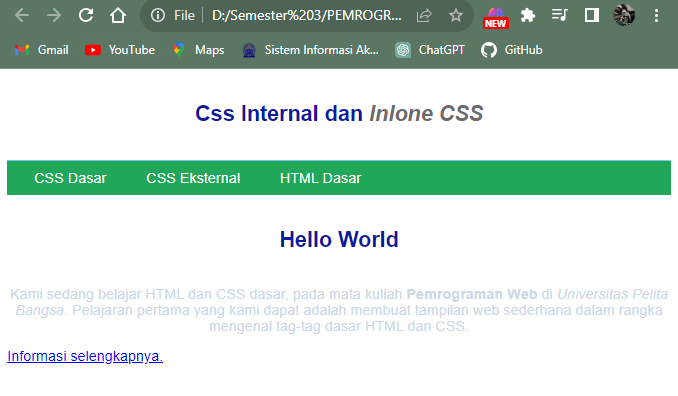 File D:/Semester%203/PEMROGR...
NEW
Gmail YouTube Maps Sistem Informasi Ak... ChatGPT GitHub
Css Internal dan Inlone CSS
CSS Dasar CSS Eksternal HTML Dasar
Hello World
Kami sedang belajar HTML dan CSS dasar, pada mata kuliah Pemrograman Web di Universitas Pelita
Bangsa. Pelajaran pertama yang kami dapat adalah membuat tampilan web sederhana dalam rangka
mengenal tag-tag dasar HTML dan CSS.
Informasi selengkapnya.